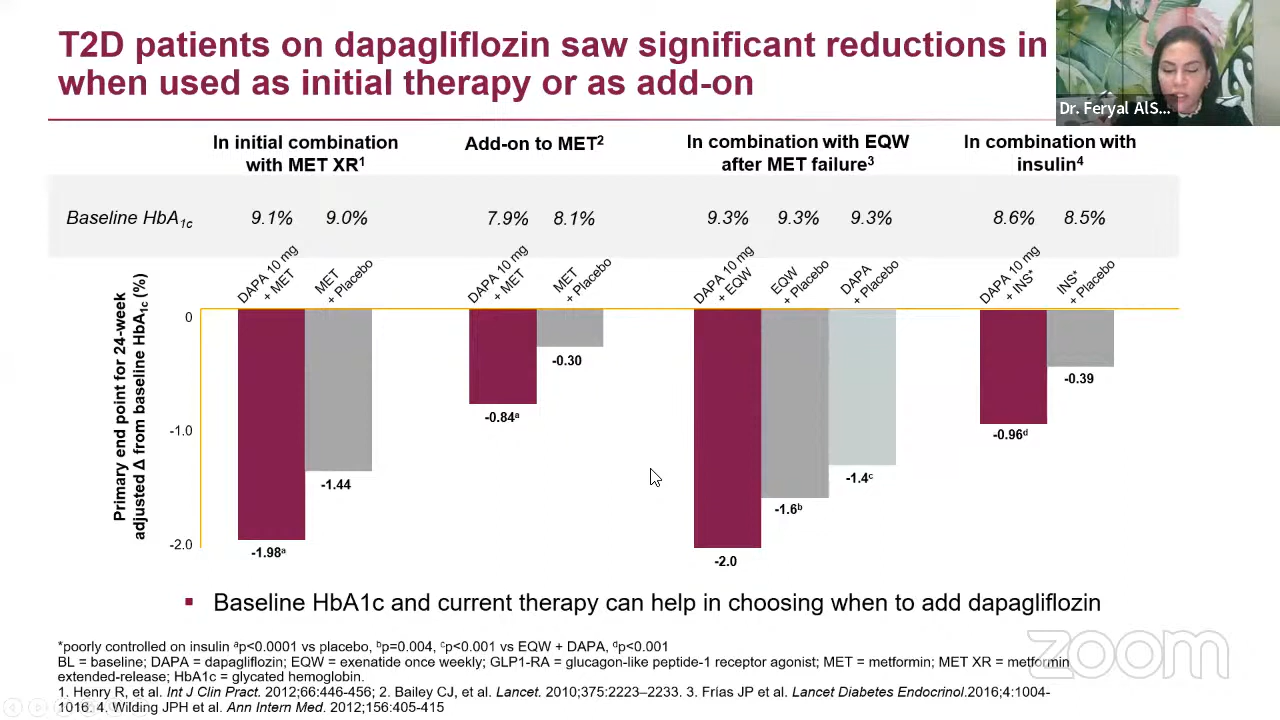 T2D patients on dapagliflozin saw significant reductions in
when used as initial therapy or as add-on
Dr. Feryal AlS...
In initial combination
with MET XR¹
Add-on to MET²
In combination with EQW
after MET failure³
In combination with
insulin⁴
Baseline HbA₁c 9.1% 9.0% 7.9% 8.1% 9.3% 9.3% 9.3% 8.6% 8.5%
DAPA 10 mg
+ MET
MET
+ Placebo
DAPA 10 mg
+ MET
MET
+ Placebo
DAPA 10 mg
+ EQW
EQW
+ Placebo
DAPA
+ Placebo
DAPA 10 mg
+ INS*
INS*
+ Placebo
Primary end point for 24-week
adjusted Δ from baseline HbA₁c (%)
0
-1.0
-2.0
-1.98ᵃ
-1.44
-0.84ᵃ
-0.30
-2.0
-1.6ᵇ
-1.4ᶜ
-0.96ᵈ
-0.39
▪ Baseline HbA1c and current therapy can help in choosing when to add dapagliflozin
*poorly controlled on insulin ᵃp<0.0001 vs placebo, ᵇp=0.004, ᶜp<0.001 vs EQW + DAPA, ᵈp<0.001
BL = baseline; DAPA = dapagliflozin; EQW = exenatide once weekly; GLP1-RA = glucagon-like peptide-1 receptor agonist; MET = metformin; MET XR = metformin
extended-release; HbA1c = glycated hemoglobin.
1. Henry R, et al. Int J Clin Pract. 2012;66:446-456; 2. Bailey CJ, et al. Lancet. 2010;375:2223–2233. 3. Frías JP et al. Lancet Diabetes Endocrinol.2016;4:1004-
1016. 4. Wilding JPH et al. Ann Intern Med. 2012;156:405-415
zoom